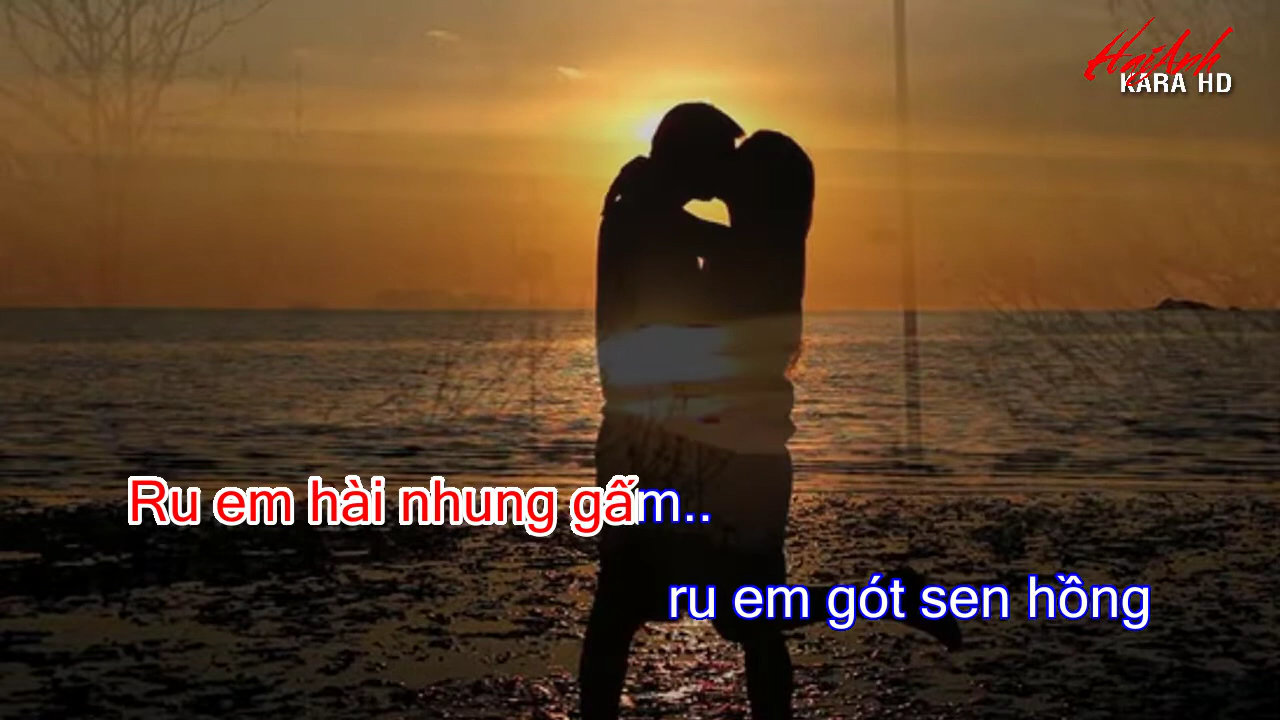 HaiAnh
KARA HD
Ru em hài nhung gấm..
ru em gót sen hồng